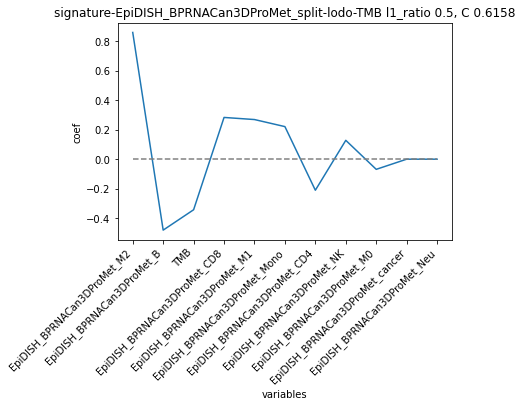 signature-EpiDISH_BPRNACan3DProMet_split-lodo-TMB l1_ratio 0.5, C 0.6158
0.8
0.6
0.4
0.2
0.0
−0.2
−0.4
coef
EpiDISH_BPRNACan3DProMet_M2
EpiDISH_BPRNACan3DProMet_B
TMB
EpiDISH_BPRNACan3DProMet_CD8
EpiDISH_BPRNACan3DProMet_M1
EpiDISH_BPRNACan3DProMet_Mono
EpiDISH_BPRNACan3DProMet_CD4
EpiDISH_BPRNACan3DProMet_NK
EpiDISH_BPRNACan3DProMet_M0
EpiDISH_BPRNACan3DProMet_cancer
EpiDISH_BPRNACan3DProMet_Neu
variables